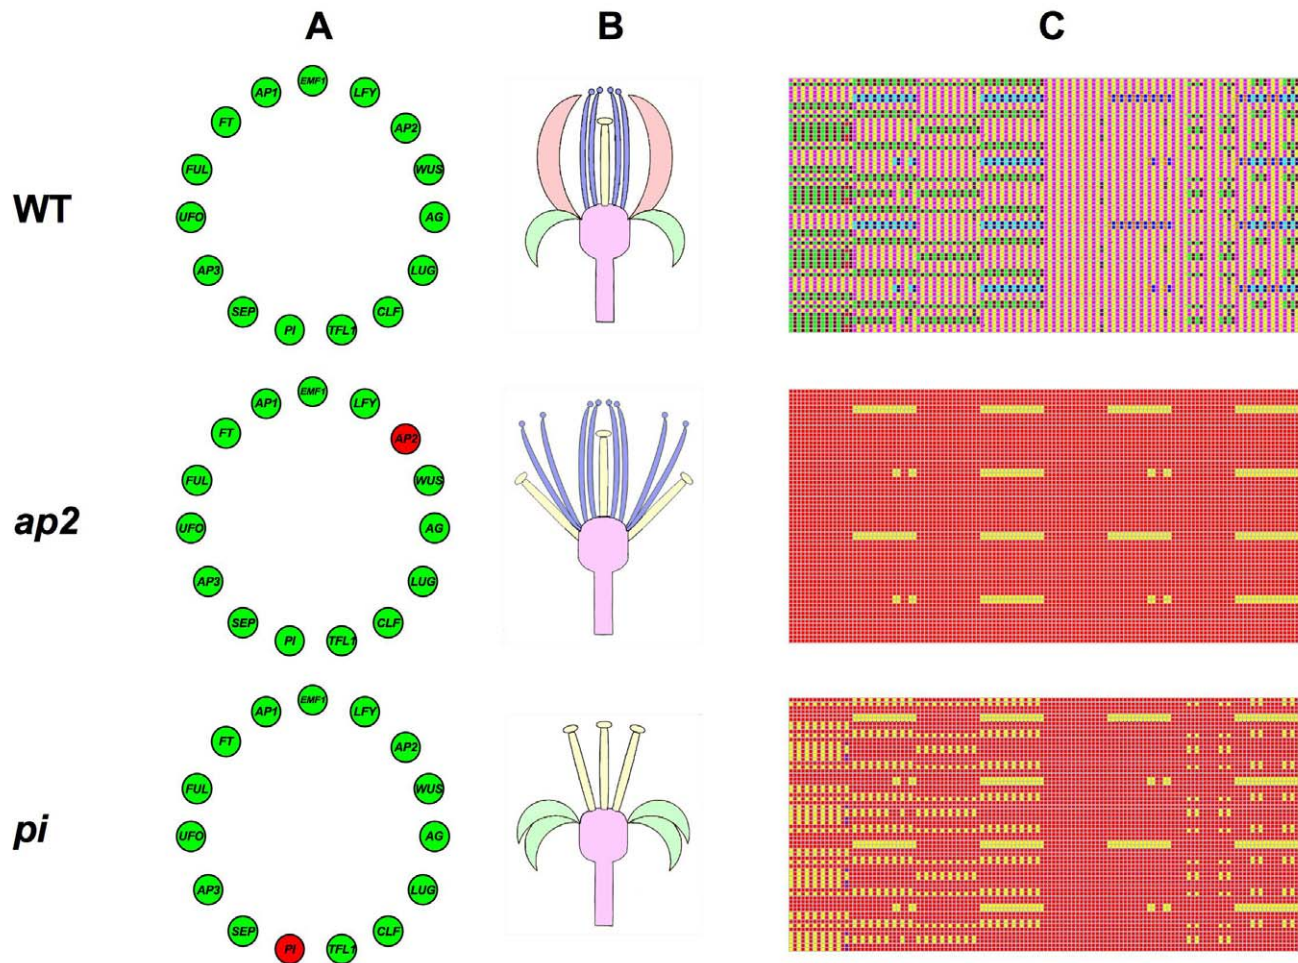 A B C
WT
EMF1
AP1 LFY
FT AP2
FUL WUS
UFO AG
AP3 LUG
SEP CLF
PI TFL1
ap2
EMF1
AP1 LFY
FT AP2
FUL WUS
UFO AG
AP3 LUG
SEP CLF
PI TFL1
pi
EMF1
AP1 LFY
FT AP2
FUL WUS
UFO AG
AP3 LUG
SEP CLF
PI TFL1